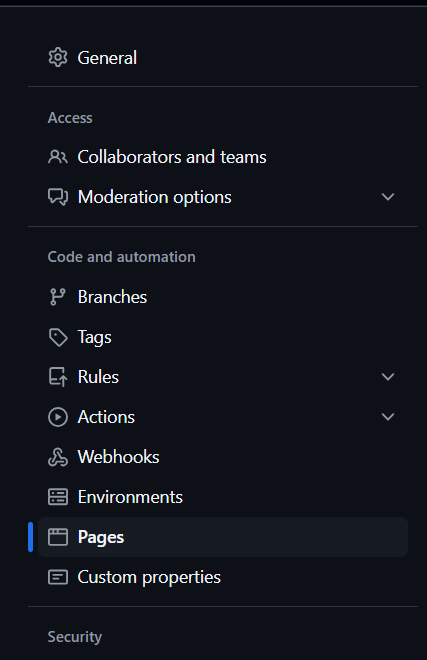 General
Access
Collaborators and teams
Moderation options
Code and automation
Branches
Tags
Rules
Actions
Webhooks
Environments
Pages
Custom properties
Security